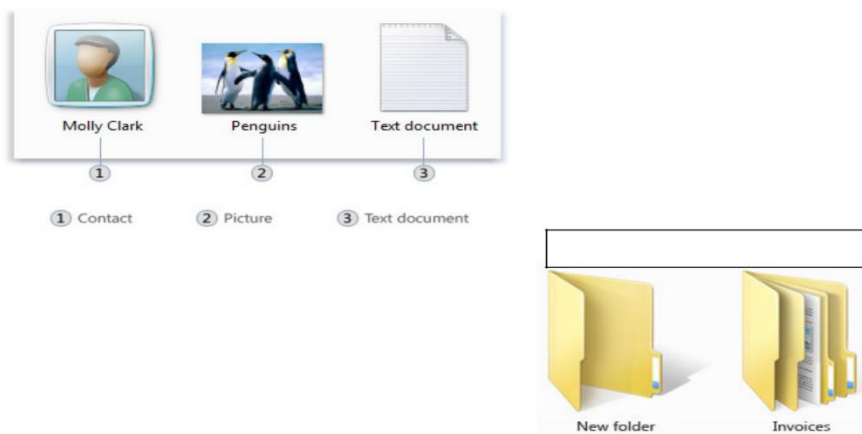 Molly Clark Penguins Text document
1 2 3
1 Contact 2 Picture 3 Text document
New folder Invoices